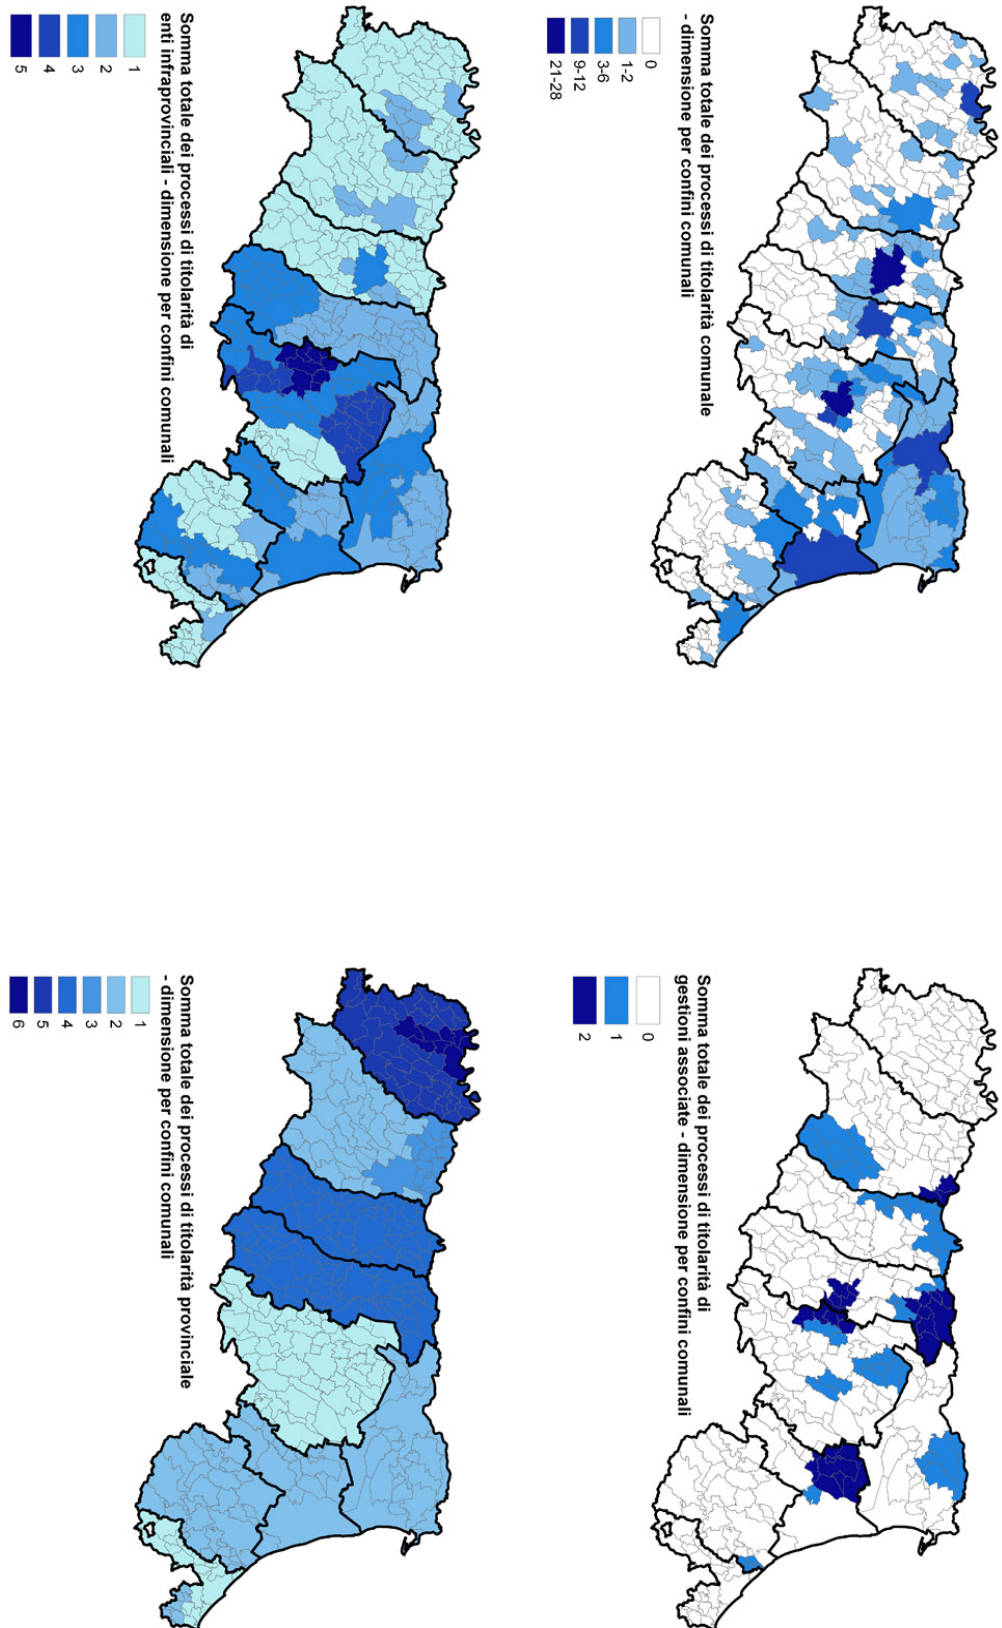 Somma totale dei processi di titolarità comunale
- dimensione per confini comunali
0
1-2
3-6
9-12
21-28
Somma totale dei processi di titolarità di
gestioni associate - dimensione per confini comunali
0
1
2
Somma totale dei processi di titolarità di
enti infraprovinciali - dimensione per confini comunali
1
2
3
4
5
Somma totale dei processi di titolarità provinciale
- dimensione per confini comunali
1
2
3
4
5
6